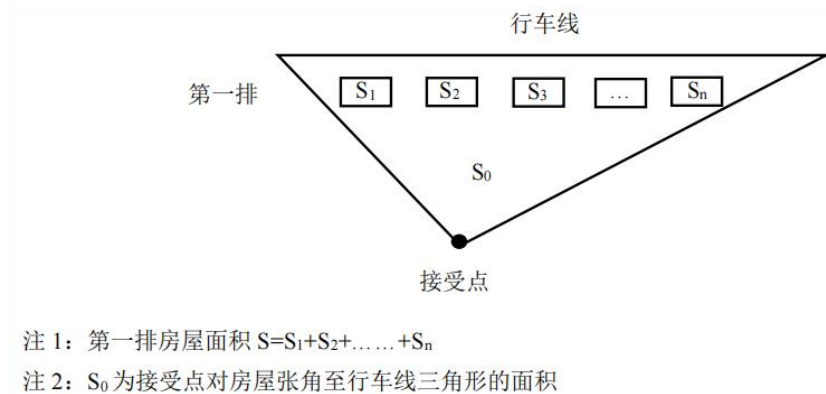 行车线
第一排
S₁ S₂ S₃ … Sₙ
S₀
接受点
注 1：第一排房屋面积 S=S₁+S₂+……+Sₙ
注 2：S₀为接受点对房屋张角至行车线三角形的面积